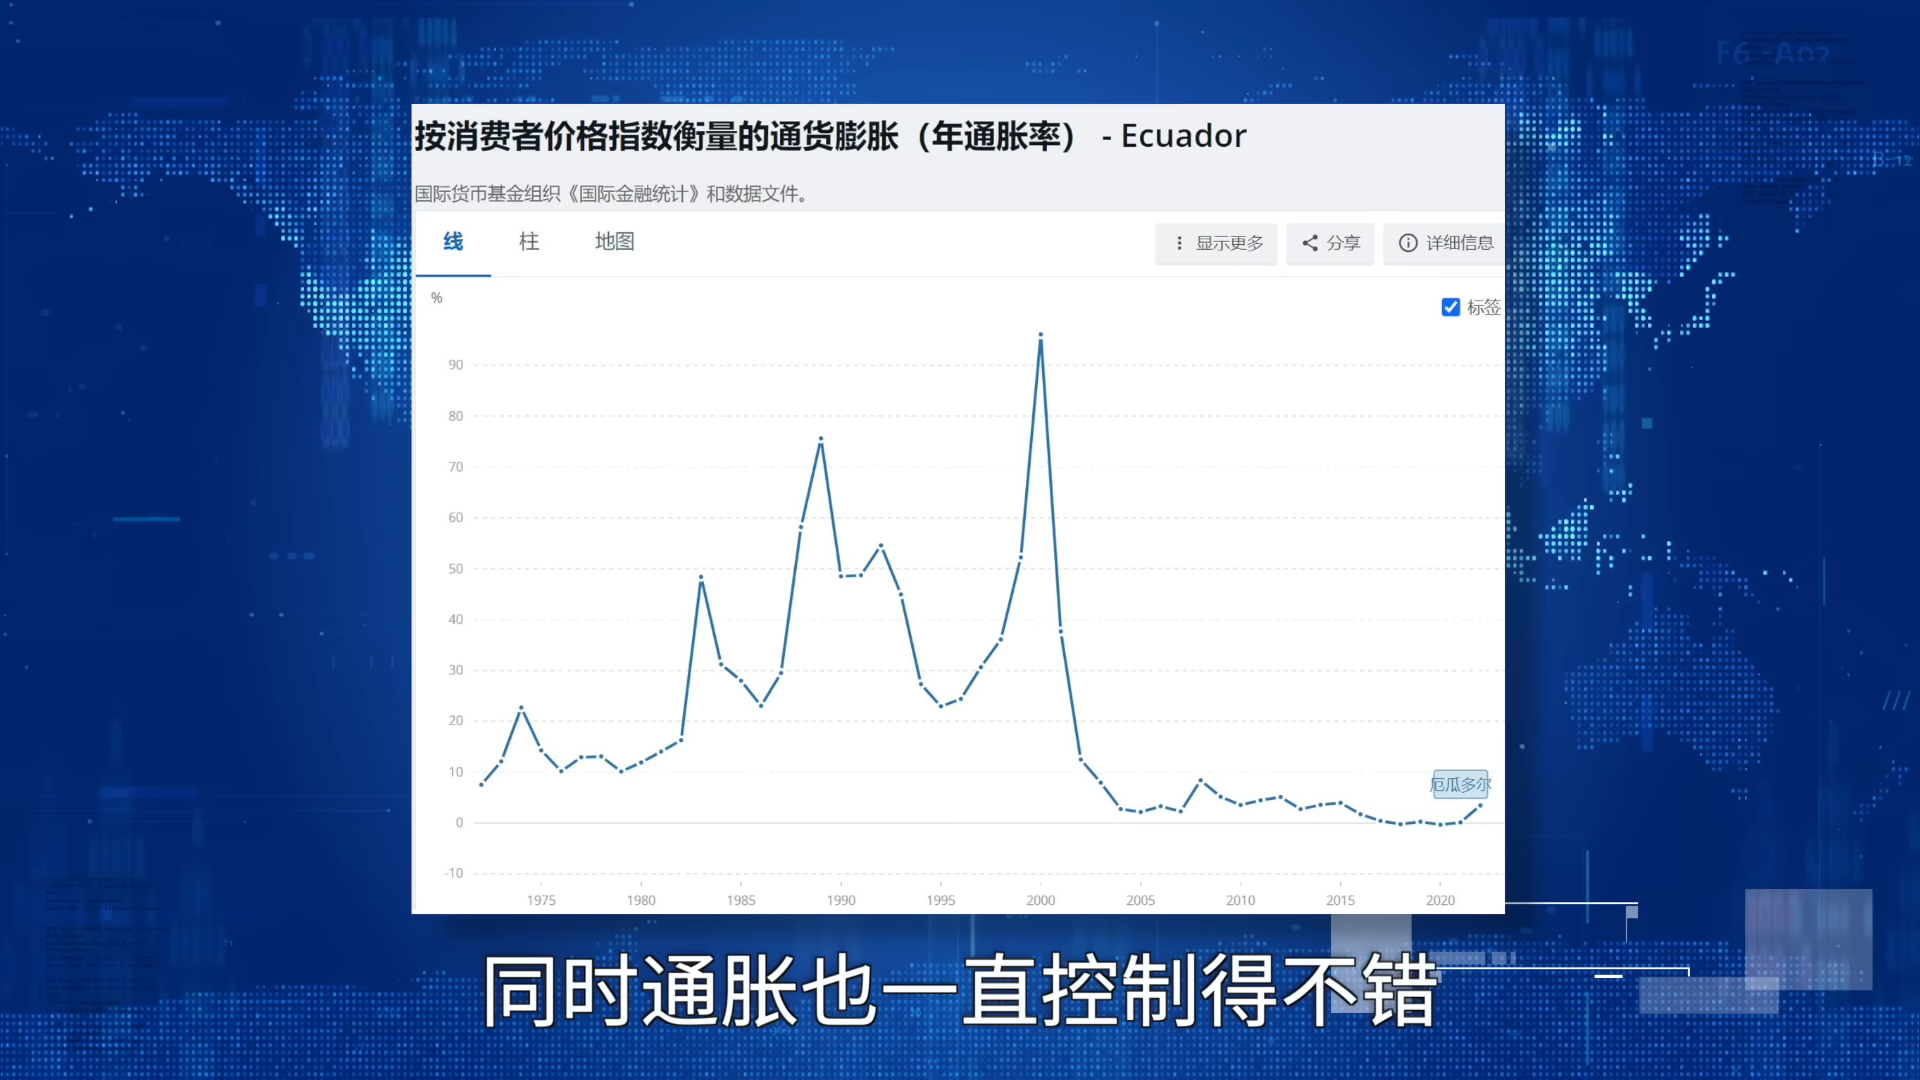 F6-A02
B-12
按消费者价格指数衡量的通货膨胀（年通胀率） - Ecuador
国际货币基金组织《国际金融统计》和数据文件。
线 柱 地图 显示更多 分享 详细信息
%
标签
90
80
70
60
50
40
30
20
10
厄瓜多尔
0
-10
1975 1980 1985 1990 1995 2000 2005 2010 2015 2020
同时通胀也一直控制得不错